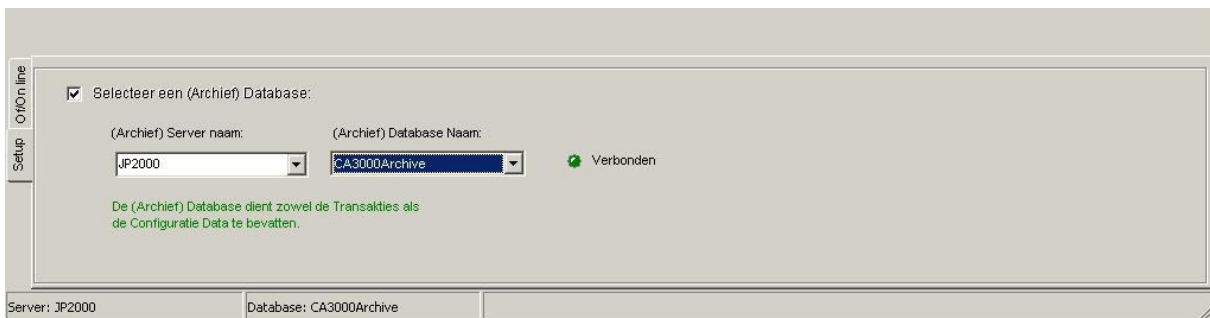 Of/On line
Setup
Selecteer een (Archief) Database:
(Archief) Server naam: (Archief) Database Naam:
JP2000 CA3000Archive Verbonden
De (Archief) Database dient zowel de Transakties als
de Configuratie Data te bevatten.
Server: JP2000 Database: CA3000Archive